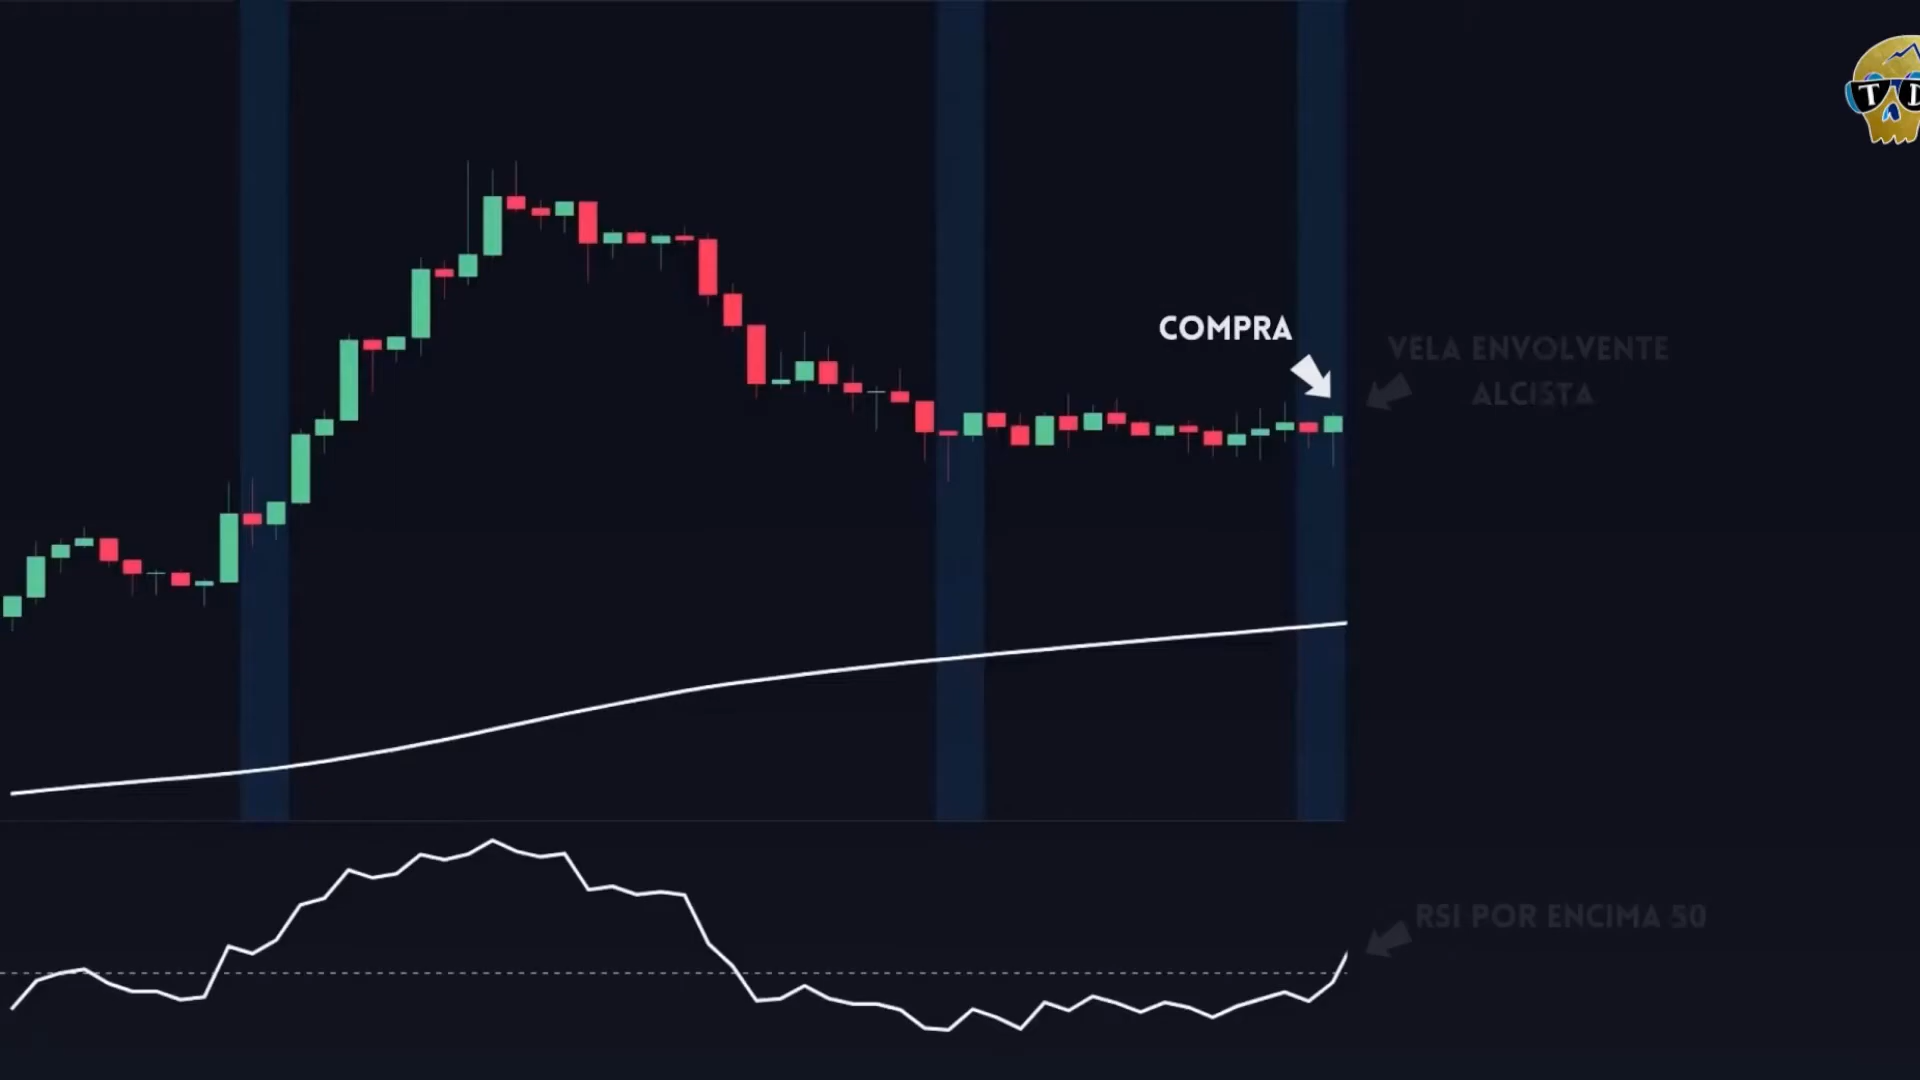 T D
COMPRA
VELA ENVOLVENTE
ALCISTA
RSI POR ENCIMA 50